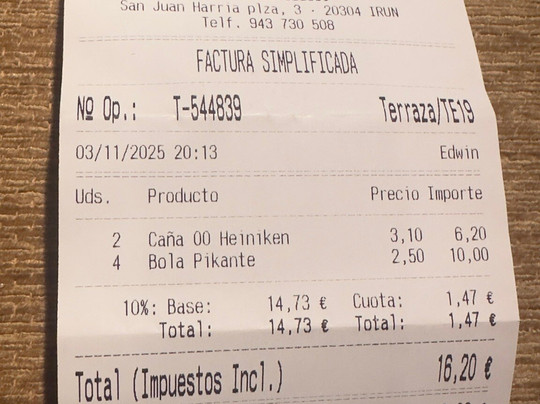 San Juan Harria plza, 3 - 20304 IRUN
Telf. 943 730 508
FACTURA SIMPLIFICADA
Nº Op.: T-544839 Terraza/TE19
03/11/2025 20:13 Edwin
Uds. Producto Precio Importe
2 Caña 00 Heiniken 3,10 6,20
4 Bola Pikante 2,50 10,00
10%: Base: 14,73 € Cuota: 1,47 €
Total: 14,73 € Total: 1,47 €
Total (Impuestos Incl.) 16,20 €